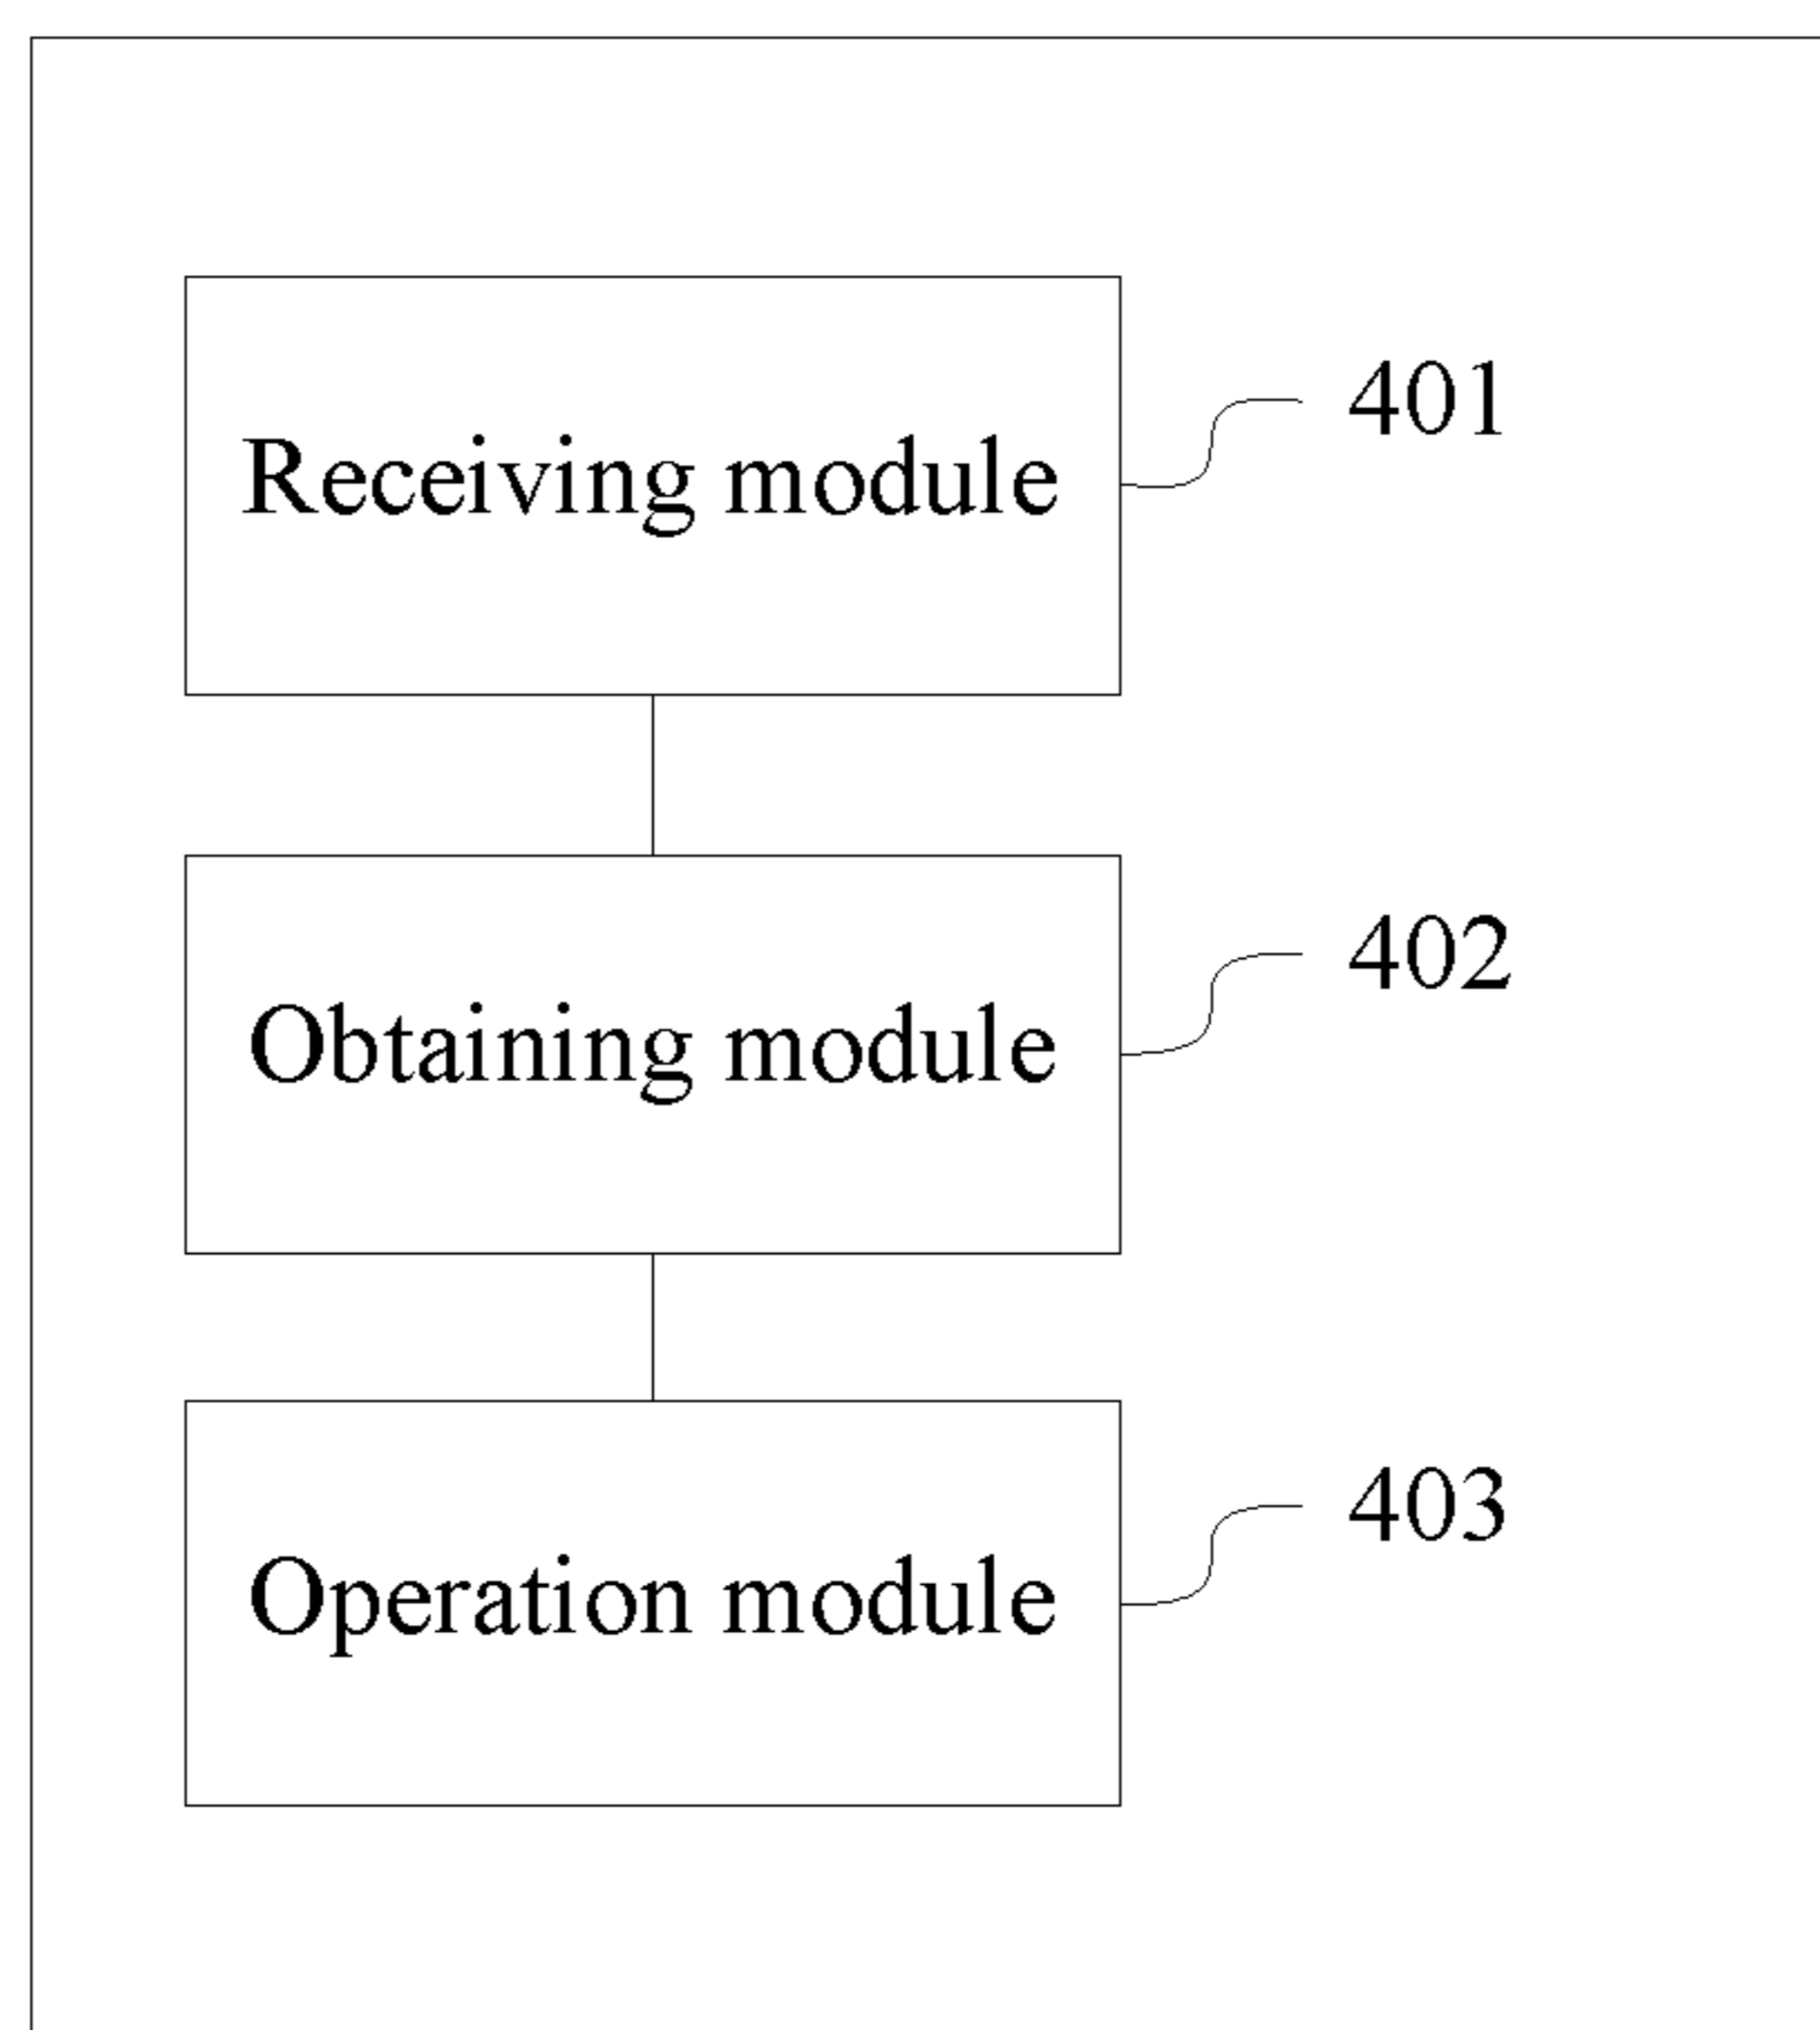 401
Receiving module
402
Obtaining module
403
Operation module